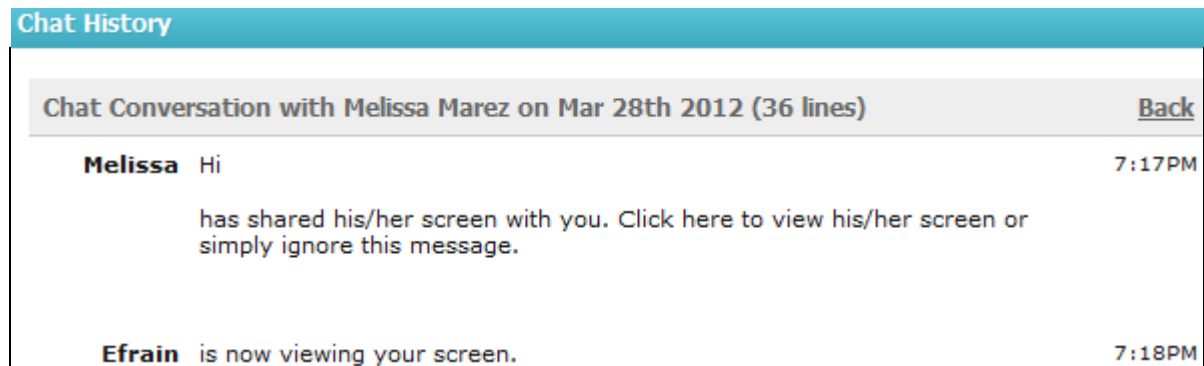 Chat History
Chat Conversation with Melissa Marez on Mar 28th 2012 (36 lines) Back
Melissa Hi 7:17PM
has shared his/her screen with you. Click here to view his/her screen or
simply ignore this message.
Efrain is now viewing your screen. 7:18PM